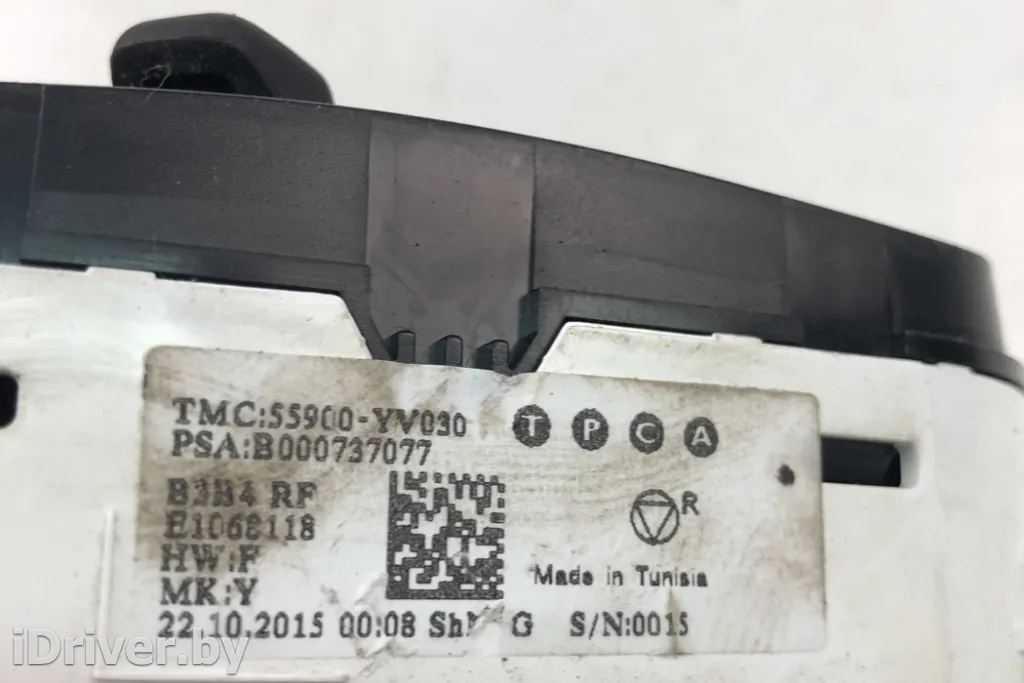 TMC:55900-YV030 T P C A
PSA:B000737077
B3B4 RF
E1068118
HW:F
MK:Y
R
Made in Tunisia
22.10.2015 00:08 G S/N:0015
iDriver.by